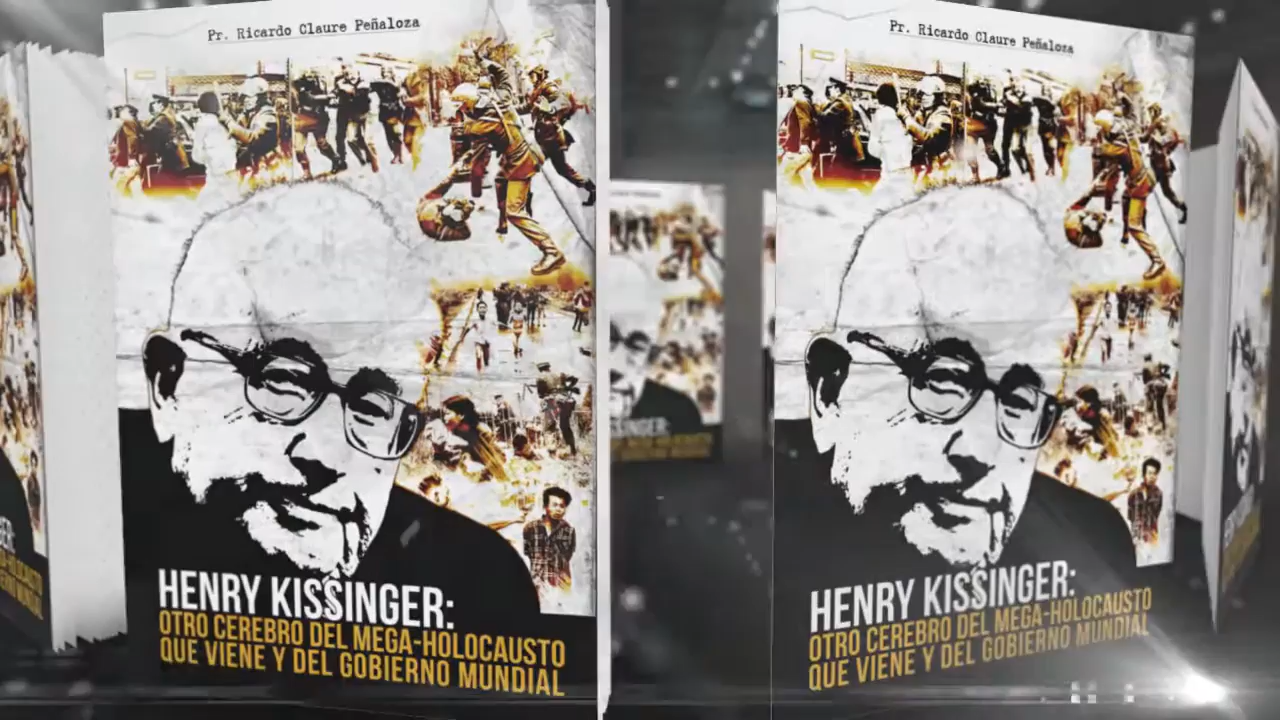 Pr. Ricardo Claure Peñaloza
HENRY KISSINGER:
OTRO CEREBRO DEL MEGA-HOLOCAUSTO
QUE VIENE Y DEL GOBIERNO MUNDIAL
Pr. Ricardo Claure Peñaloza
HENRY KISSINGER:
OTRO CEREBRO DEL MEGA-HOLOCAUSTO
QUE VIENE Y DEL GOBIERNO MUNDIAL